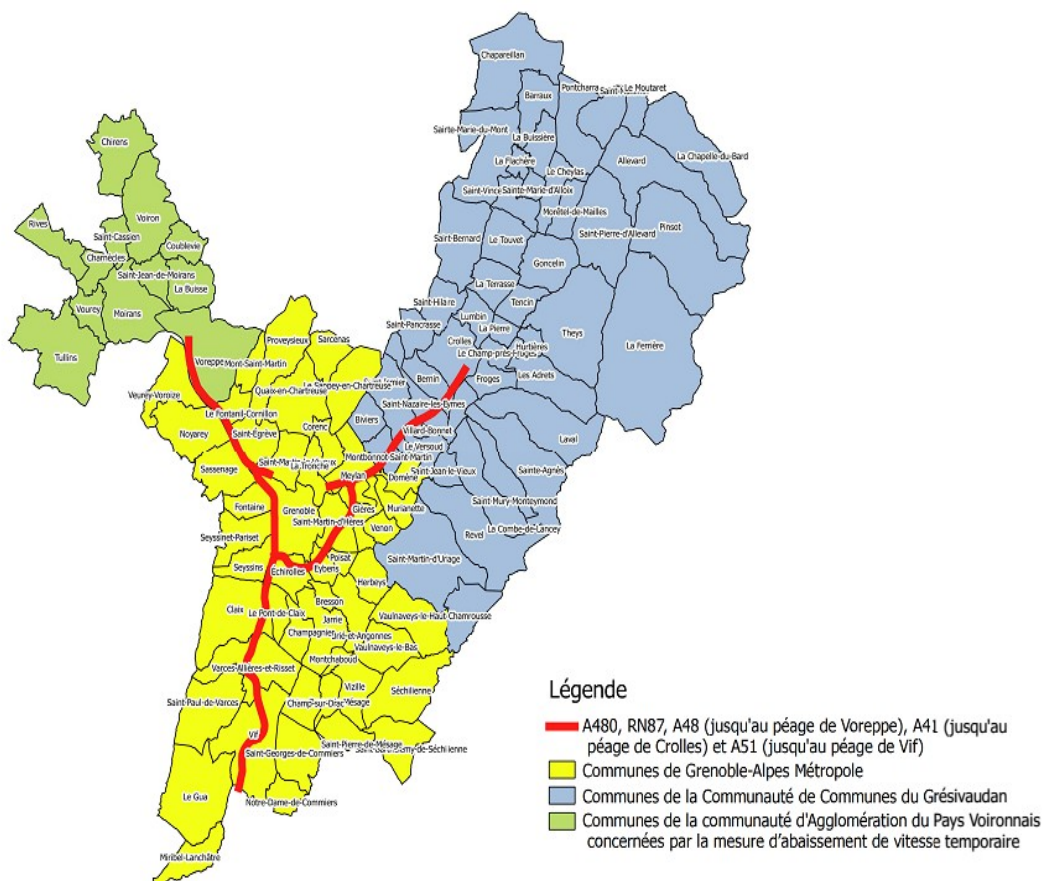 Chapareillan
Pontcharra
Le Moutaret
Barraux
Sainte-Marie-du-Mont
La Buissière
La Chapelle-du-Bard
La Flachère
Allevard
Le Cheylas
Chirens
Saint-Vince
Sainte-Marie-d'Alloix
Morêtel-de-Mailles
Rives
Voiron
Pinsot
Saint-Cassien
Saint-Bernard
Le Touvet
Saint-Pierre-d'Allevard
Coublevie
Charnècles
Goncelin
Saint-Jean-de-Moirans
La Buisse
La Terrasse
Saint-Hilaire
Tencin
Vourey
Moirans
Lumbin
Saint-Pancrasse
La Pierre
Theys
Proveysieux
Sarcenas
Crolles
Hurtières
La Ferrière
Tullins
Le Champ-près-Froges
Voreppe
Mont-Saint-Martin
Bernin
Froges
Les Adrets
Quaix-en-Chartreuse
Le Sappey-en-Chartreuse
Veurey-Voroize
Saint-Nazaire-les-Eymes
Le Fontanil-Cornillon
Biviers
Corenc
Villard-Bonnet
Noyarey
Saint-Egrève
Laval
Le Versoud
Montbonnot-Saint-Martin
La Tronche
Sassenage
Saint-Jean-le-Vieux
Sainte-Agnès
Meylan
Domène
Saint-Mury-Monteymond
Fontaine
Grenoble
Gières
Murianette
Saint-Martin-d'Hères
Venon
La Combe-de-Lancey
Seyssinet-Pariset
Revel
Poisat
Saint-Martin-d'Uriage
Seyssins
Echirolles
Eybens
Herbeys
Bresson
Claix
Le Pont-de-Claix
Jarrie
Vaulnaveys-le-Haut
Chamrousse
Champagnier
Brié-et-Angonnes
Vaulnaveys-le-Bas
Montchaboud
Varces-Allières-et-Risset
Vizille
Séchilienne
Saint-Paul-de-Varces
Champ-sur-Drac
Mésage
Vif
Saint-Pierre-de-Mésage
Saint-Georges-de-Commiers
Le Gua
Notre-Dame-de-Commiers
Miribel-Lanchâtre
Légende
A480, RN87, A48 (jusqu'au péage de Voreppe), A41 (jusqu'au
péage de Crolles) et A51 (jusqu'au péage de Vif)
Communes de Grenoble-Alpes Métropole
Communes de la Communauté de Communes du Grésivaudan
Communes de la communauté d'Agglomération du Pays Voironnais
concernées par la mesure d'abaissement de vitesse temporaire